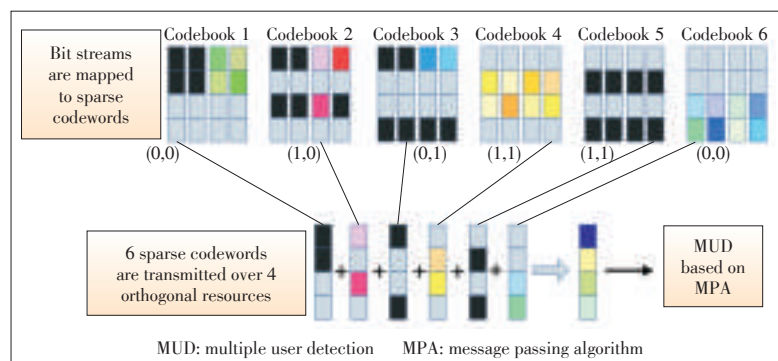 Codebook 1 Codebook 2 Codebook 3 Codebook 4 Codebook 5 Codebook 6
Bit streams
are mapped
to sparse
codewords
(0,0) (1,0) (0,1) (1,1) (1,1) (0,0)
6 sparse codewords
are transmitted over 4
orthogonal resources
+ + + + +
MUD
based on
MPA
MUD: multiple user detection MPA: message passing algorithm